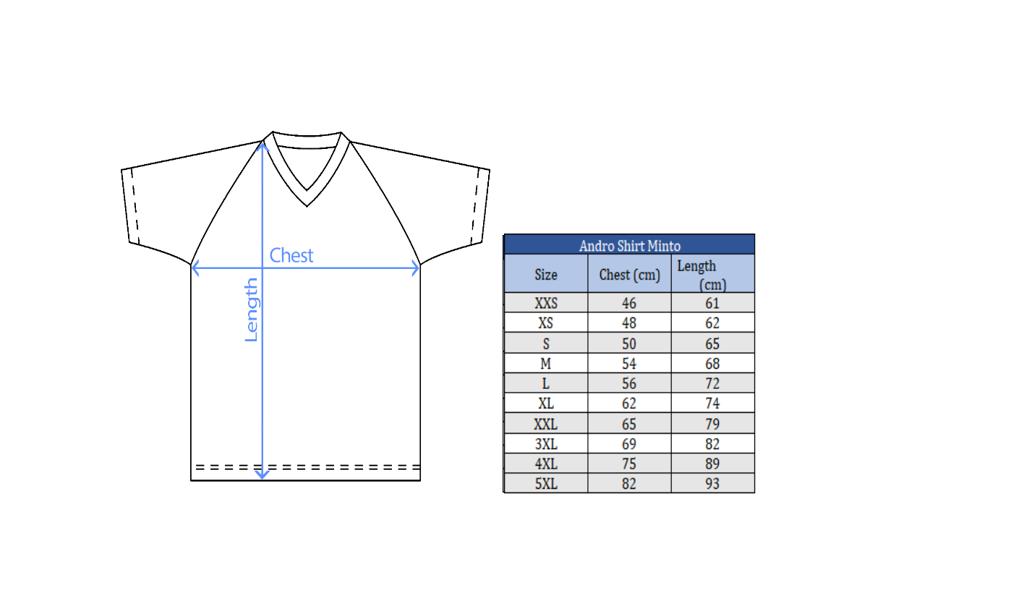 Chest
Length
Andro Shirt Minto
Size Chest (cm) Length (cm)
XXS 46 61
XS 48 62
S 50 65
M 54 68
L 56 72
XL 62 74
XXL 65 79
3XL 69 82
4XL 75 89
5XL 82 93